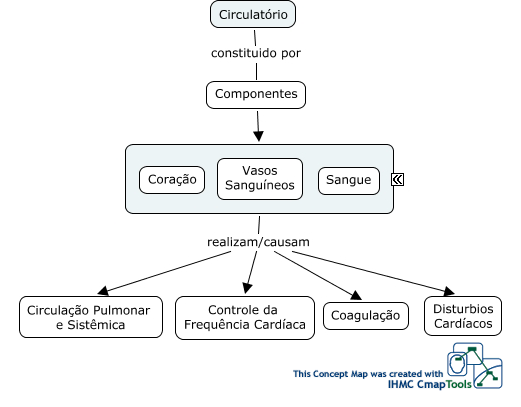 Circulatório
constituido por
Componentes
Coração
Vasos
Sanguíneos
Sangue
realizam/causam
Circulação Pulmonar
e Sistêmica
Controle da
Frequência Cardíaca
Coagulação
Disturbios
Cardíacos
This Concept Map was created with
IHMC CmapTools